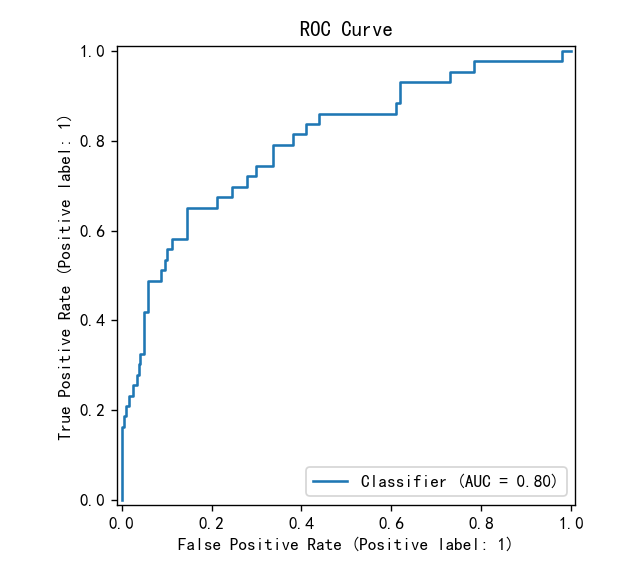 ROC Curve
1.0
0.8
0.6
0.4
0.2
0.0
True Positive Rate (Positive label: 1)
Classifier (AUC = 0.80)
0.0 0.2 0.4 0.6 0.8 1.0
False Positive Rate (Positive label: 1)